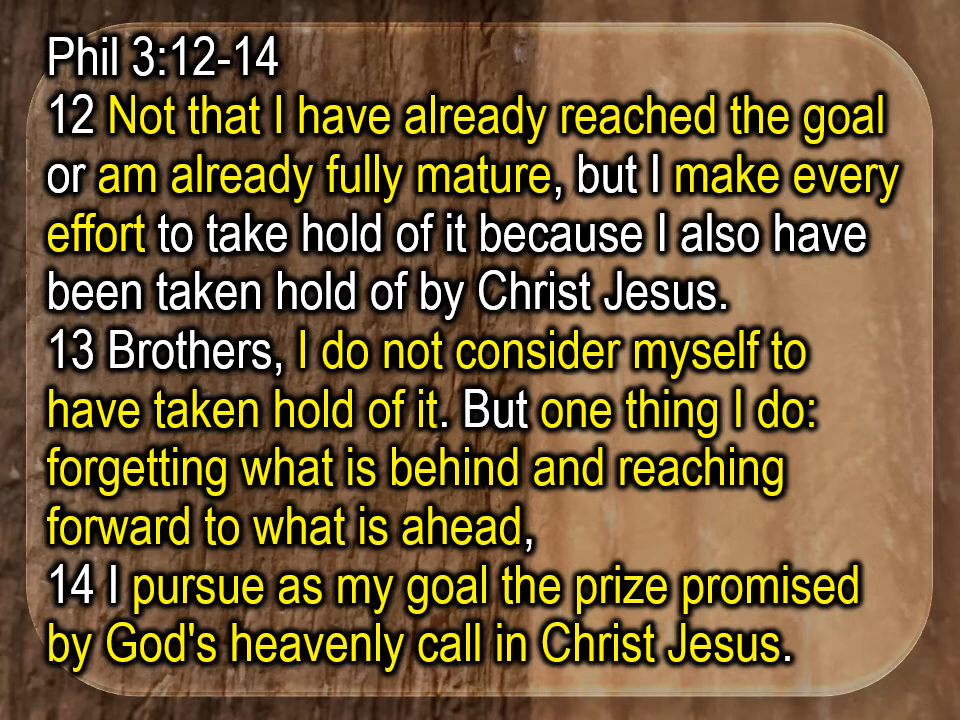 Phil 3:12-14
12 Not that I have already reached the goal
or am already fully mature, but I make every
effort to take hold of it because I also have
been taken hold of by Christ Jesus.
13 Brothers, I do not consider myself to
have taken hold of it. But one thing I do:
forgetting what is behind and reaching
forward to what is ahead,
14 I pursue as my goal the prize promised
by God's heavenly call in Christ Jesus.